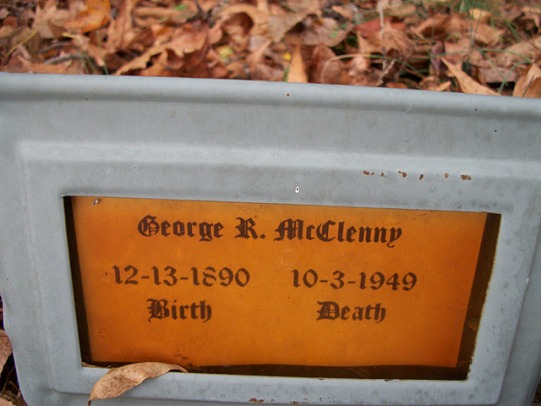 George R. McClenny
12-13-1890 10-3-1949
Birth Death